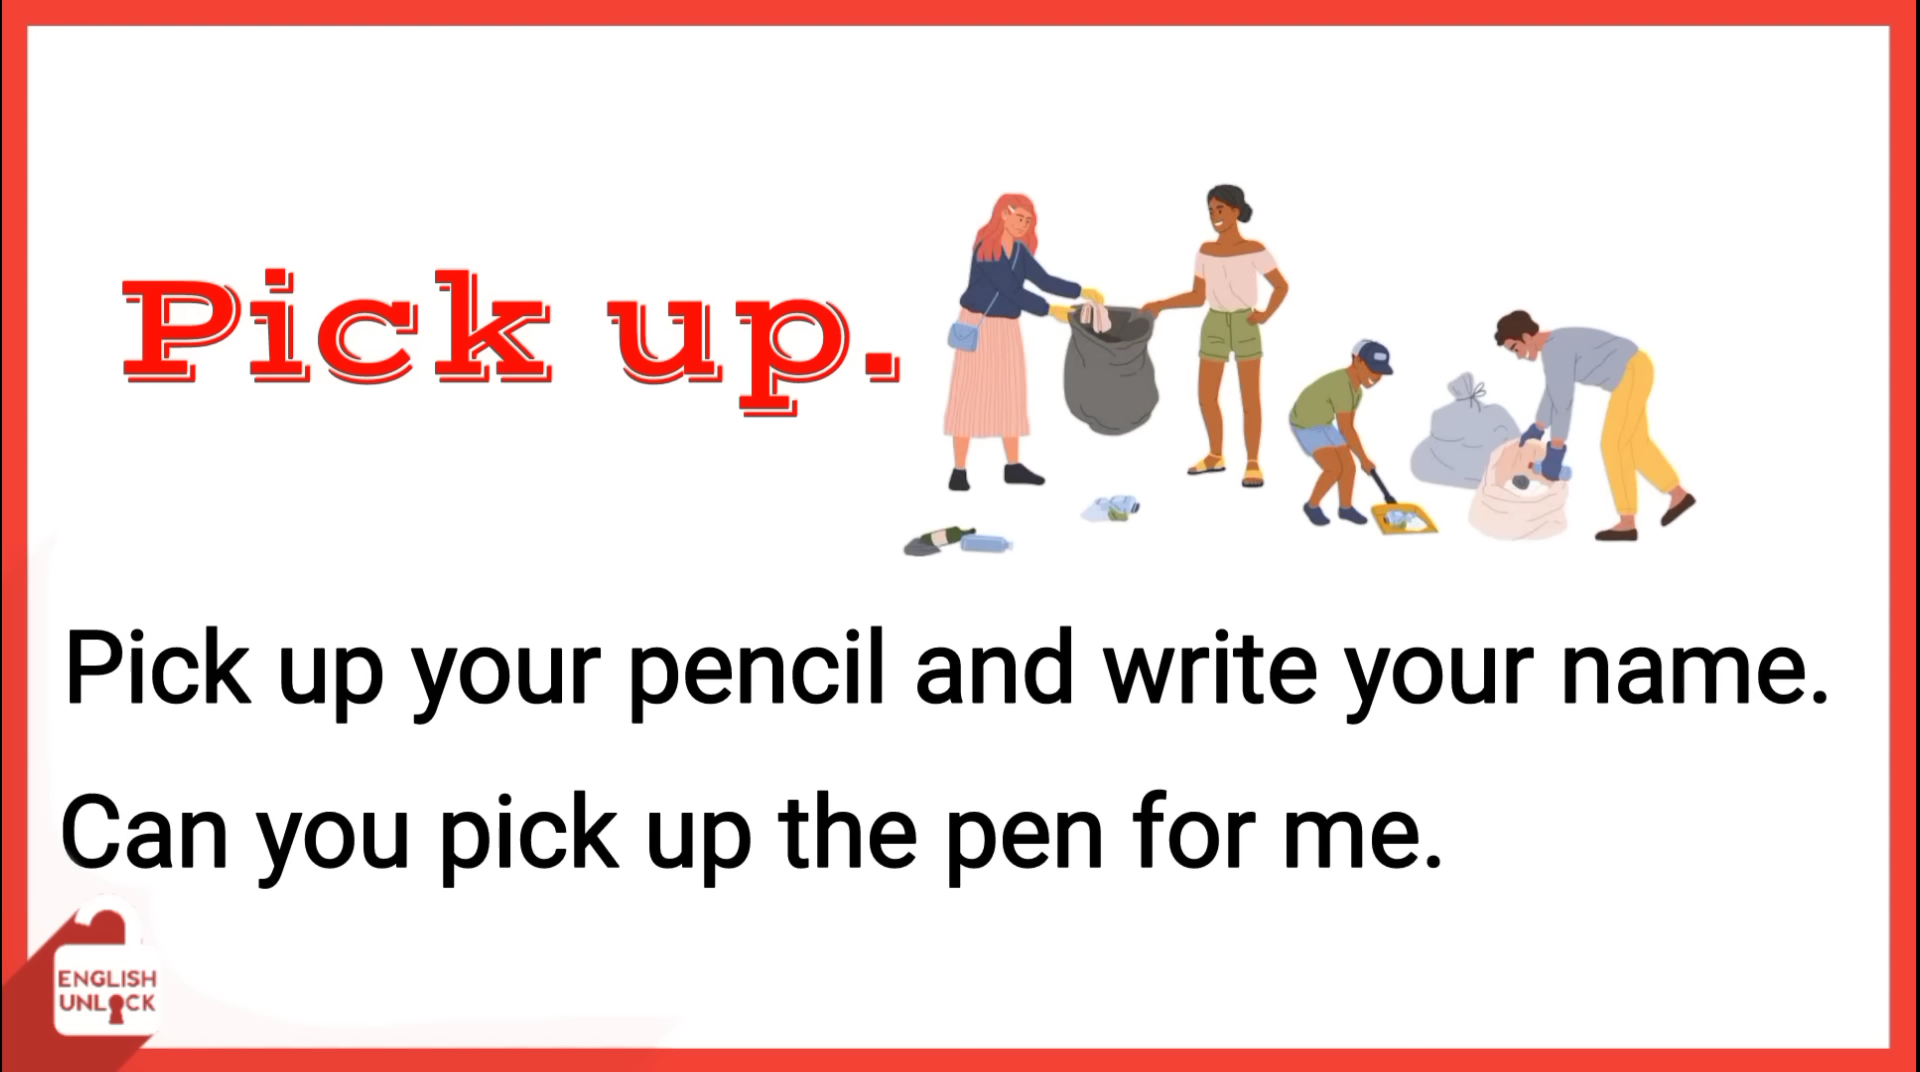 Pick up.
Pick up your pencil and write your name.
Can you pick up the pen for me.
ENGLISH
UNLOCK